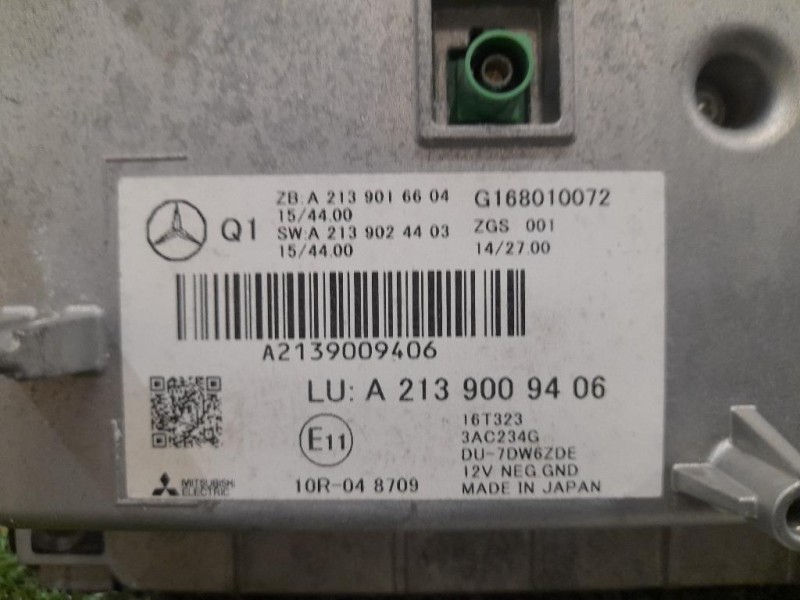 ZB:A 213 901 66 04
15/44.00
SW:A 213 902 44 03
15/44.00
Q1
G168010072
ZGS 001
14/27.00
A2139009406
LU: A 213 900 94 06
E11
16T323
3AC234G
DU-7DW6ZDE
12V NEG.GND
MADE IN JAPAN
10R-04 8709
MITSUBISHI
ELECTRIC